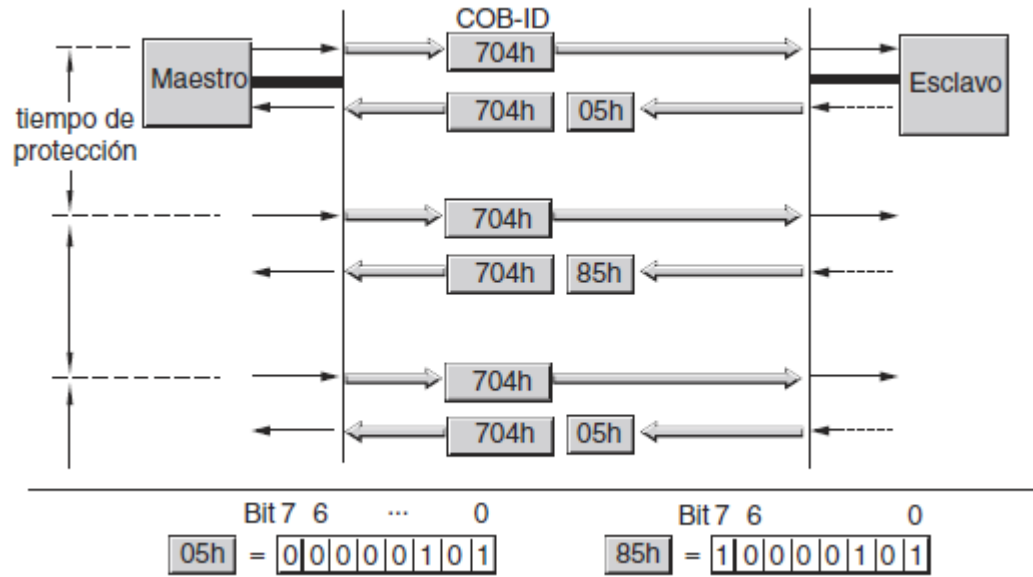 COB-ID
704h
Maestro
Esclavo
704h 05h
tiempo de
protección
704h
704h 85h
704h
704h 05h
Bit 7 6 ... 0
05h = 0 0 0 0 0 1 0 1
Bit 7 6 0
85h = 1 0 0 0 0 1 0 1